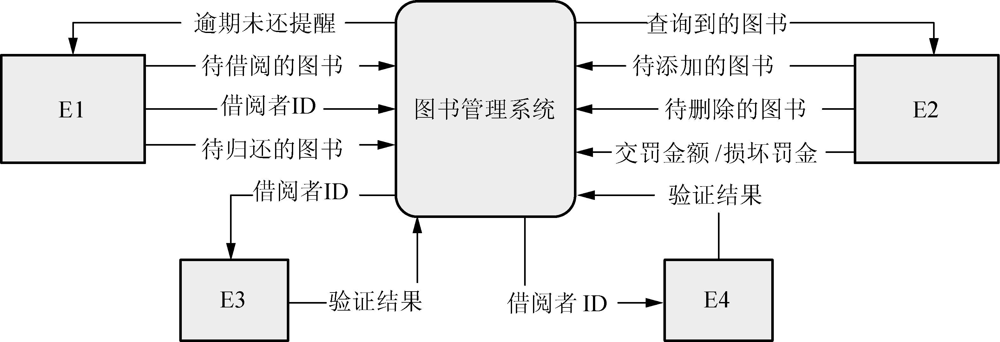 逾期未还提醒
查询到的图书
待借阅的图书
待添加的图书
E1
借阅者ID
图书管理系统
待删除的图书
E2
待归还的图书
交罚金额/损坏罚金
借阅者ID
验证结果
E3
验证结果
借阅者 ID
E4